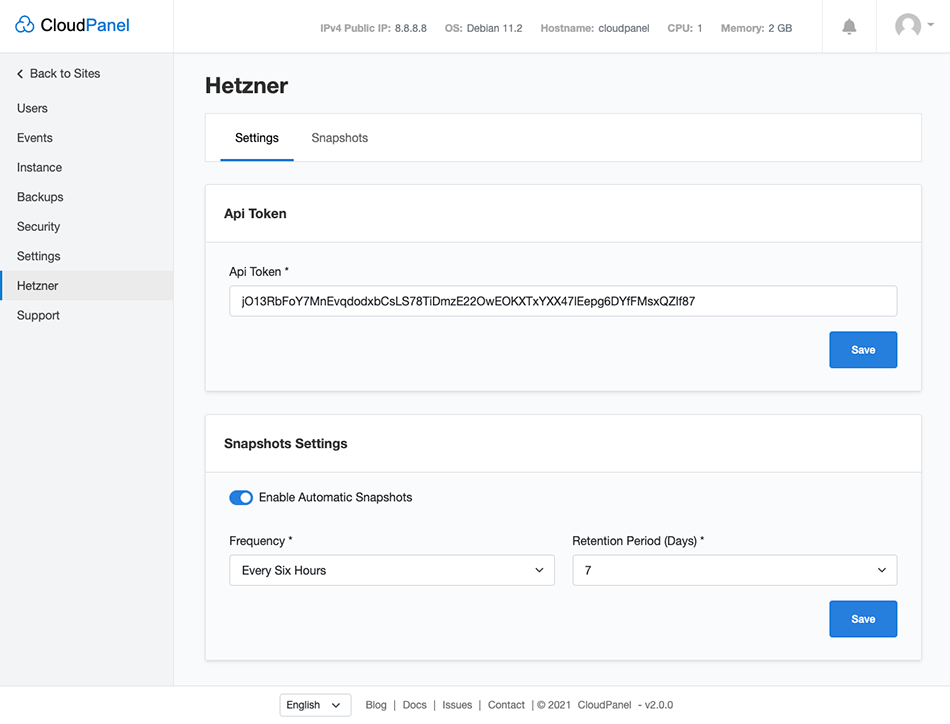 CloudPanel
IPv4 Public IP: 8.8.8.8 OS: Debian 11.2 Hostname: cloudpanel CPU: 1 Memory: 2 GB
Back to Sites
Users
Events
Instance
Backups
Security
Settings
Hetzner
Support
Hetzner
Settings Snapshots
Api Token
Api Token *
jO13RbFoY7MnEvqdodxbCsLS78TiDmzE22OwEOKXTxYXX47lEepg6DYfFMsxQZlf87
Save
Snapshots Settings
Enable Automatic Snapshots
Frequency * Retention Period (Days) *
Every Six Hours 7
Save
English Blog | Docs | Issues | Contact | © 2021 CloudPanel - v2.0.0